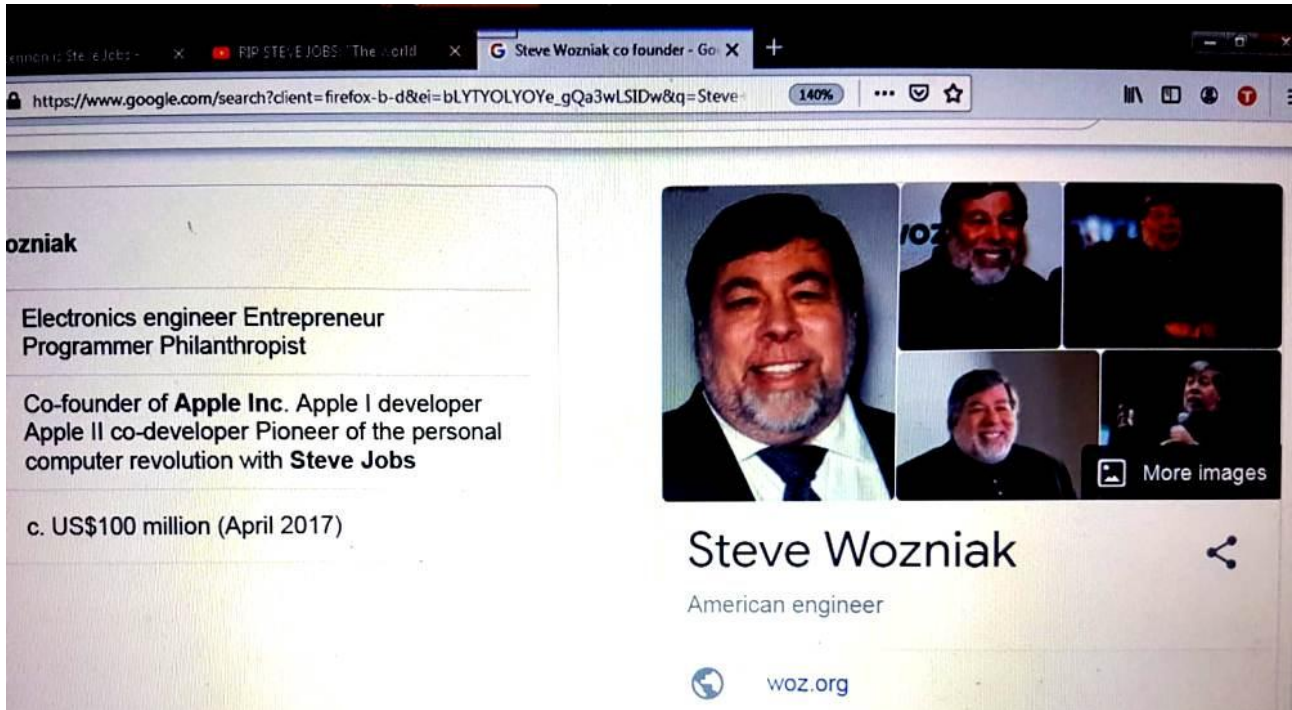 RIP STEVE JOBS: "The World
G Steve Wozniak co founder - Go
https://www.google.com/search?client=firefox-b-d&ei=bLYTYOLYOYe_gQa3wLSIDw&q=Steve
140%
ozniak
Electronics engineer Entrepreneur
Programmer Philanthropist
Co-founder of Apple Inc. Apple I developer
Apple II co-developer Pioneer of the personal
computer revolution with Steve Jobs
c. US$100 million (April 2017)
woz
More images
Steve Wozniak
American engineer
woz.org